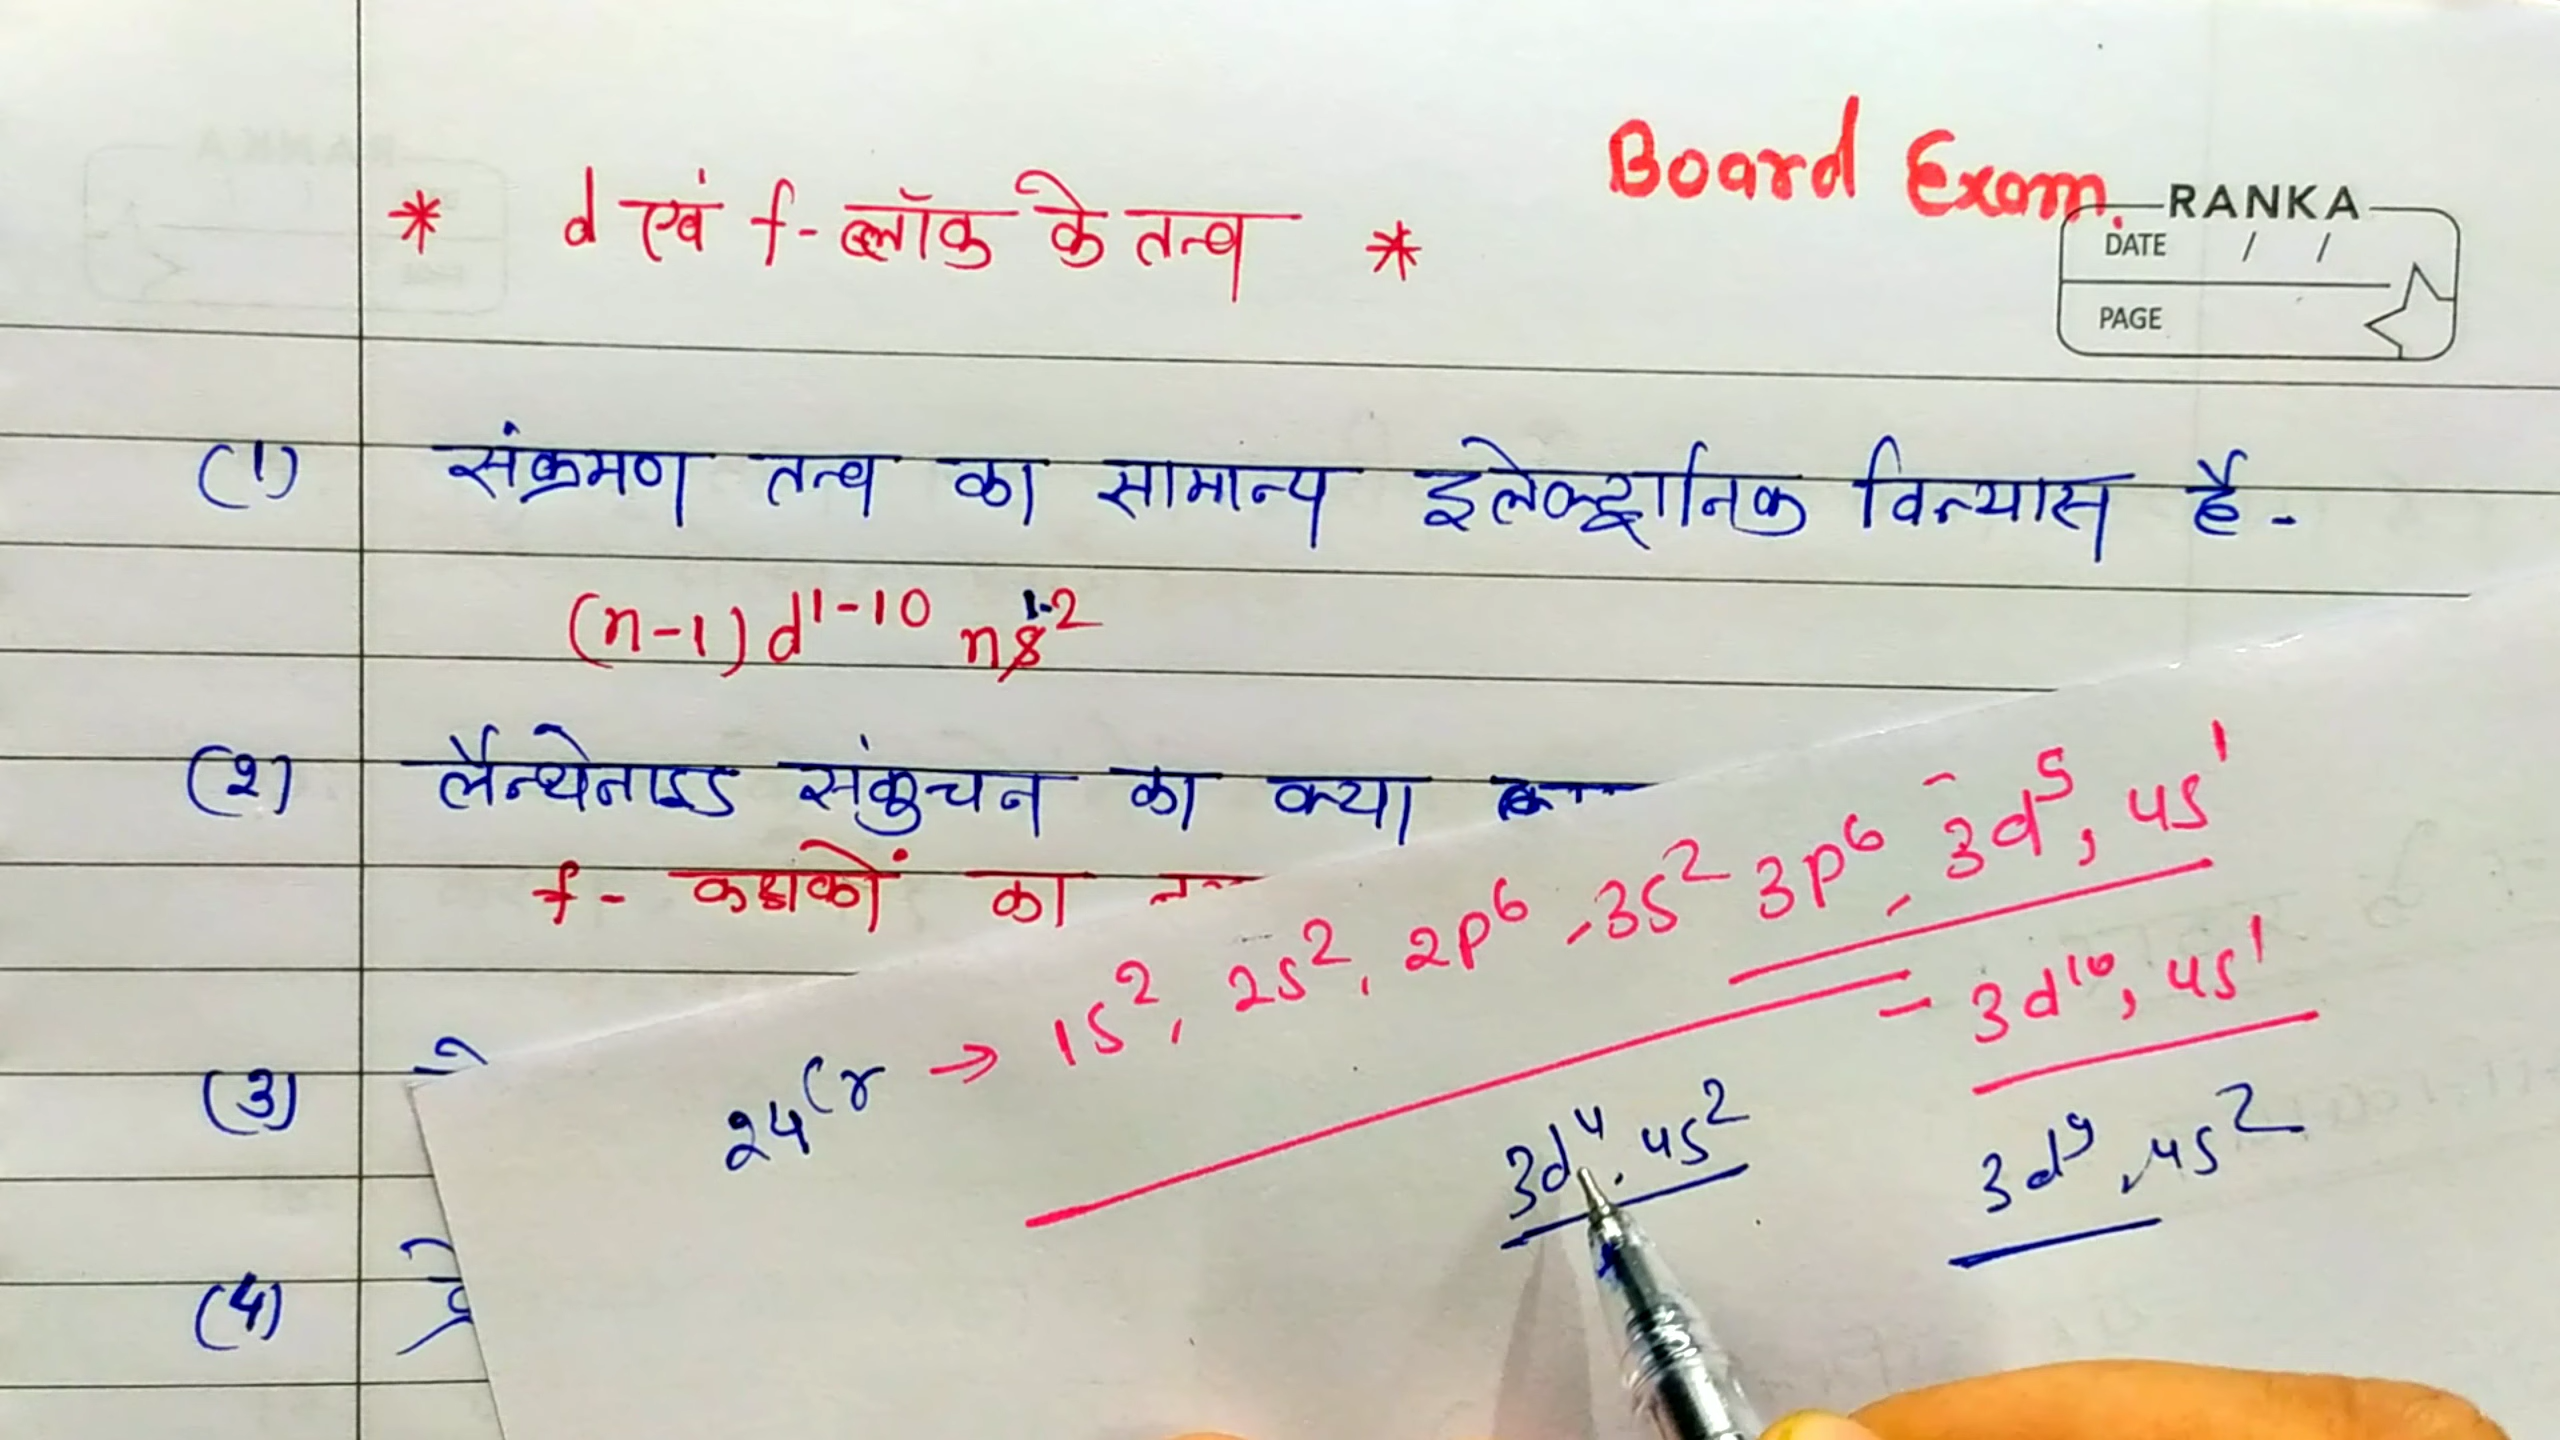 Board Exam.
* d एवं f-ब्लॉक के तत्व *
RANKA
DATE / /
PAGE
(1) संक्रमण तत्व का सामान्य इलेक्ट्रॉनिक विन्यास है -
(n-1)d¹⁻¹⁰ ns¹⁻²
(2) लैन्थेनाइड संकुचन का क्या
f - कक्षकों का
₂₄Cr → 1s², 2s², 2p⁶, 3s² 3p⁶, 3d⁵, 4s¹
- 3d¹⁰, 4s¹
3d⁴, 4s² 3d⁹, 4s²
(3)
(4)